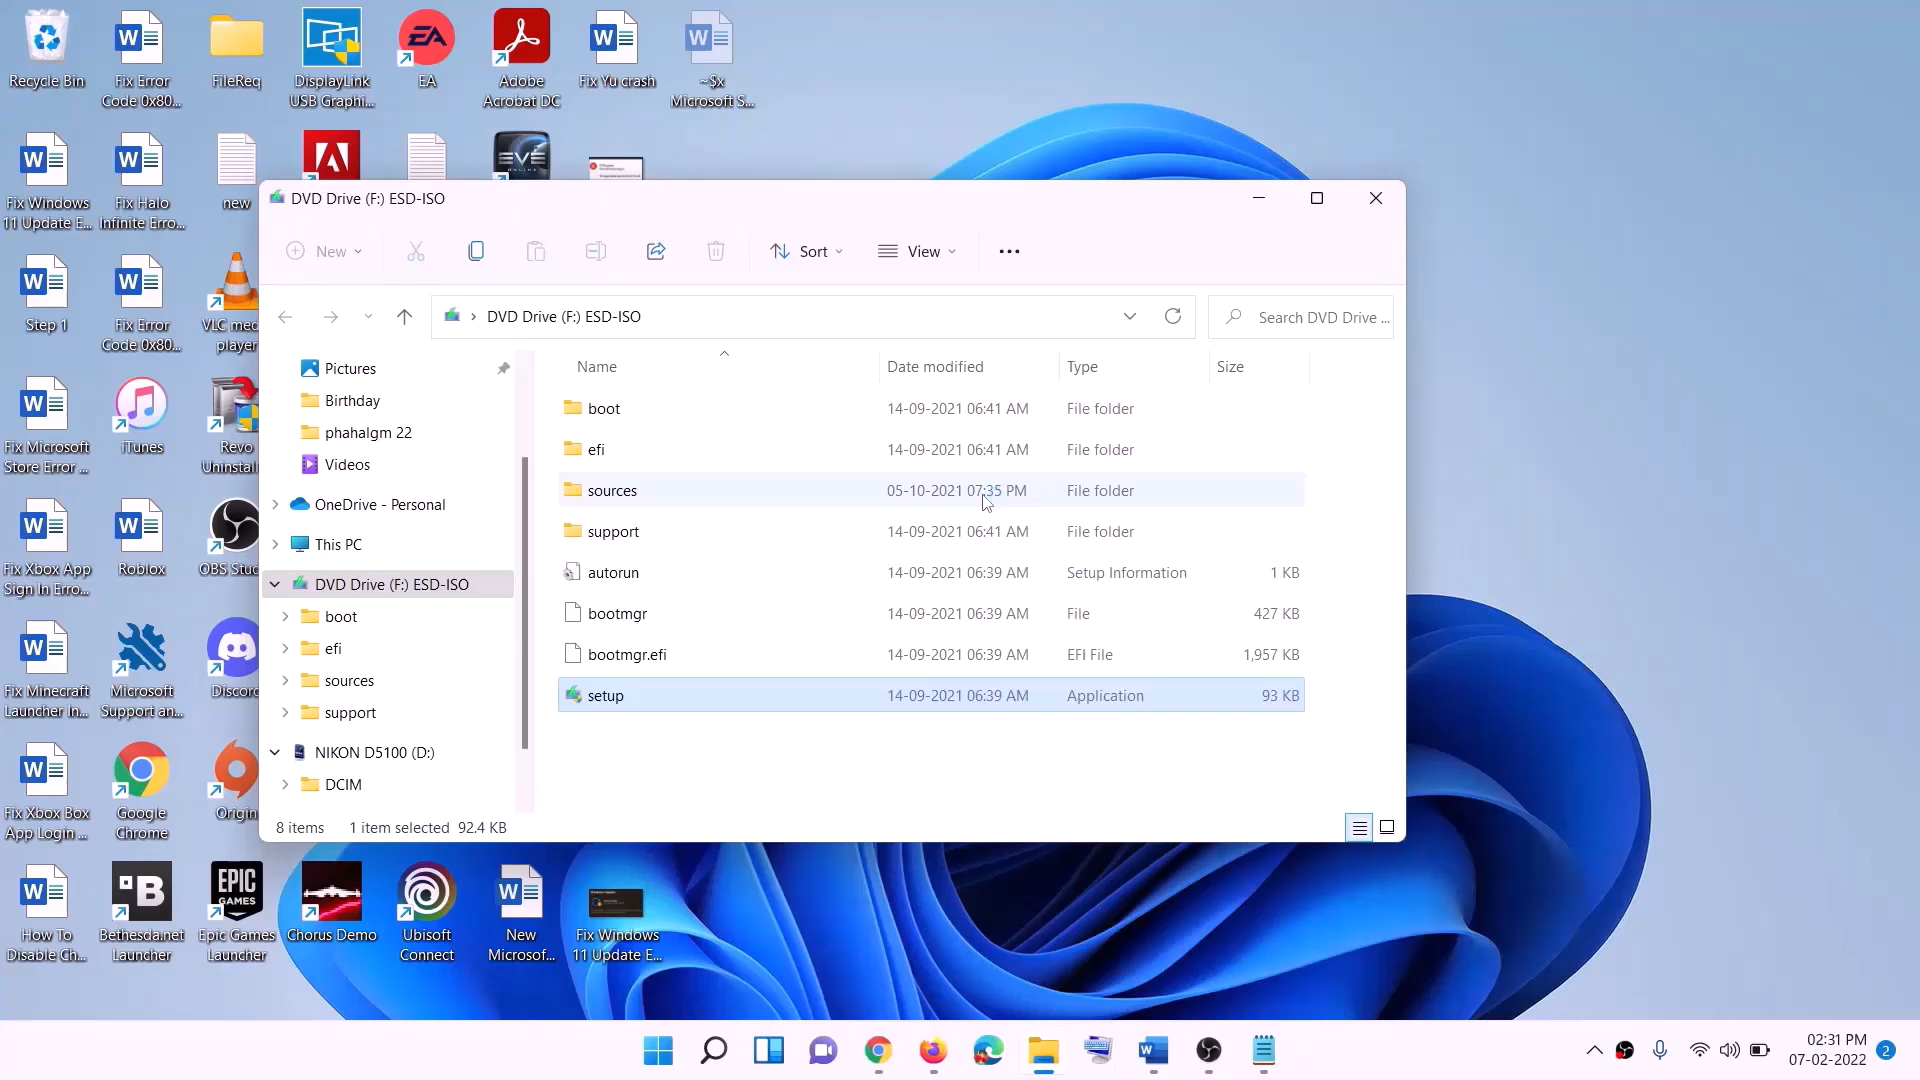 Recycle Bin
Fix Error
Code 0x80...
FileReq
DisplayLink
USB Graphi...
EA
Adobe
Acrobat DC
Fix Yu crash
~$x
Microsoft S...
EVE
ONLINE
Fix Windows
11 Update E...
Fix Halo
Infinite Erro...
new
Step 1
Fix Error
Code 0x80...
VLC med
player
Fix Microsoft
Store Error ...
iTunes
Revo
Uninstall
Fix Xbox App
Sign In Erro...
Roblox
OBS Stud
Fix Minecraft
Launcher In...
Microsoft
Support an...
Discord
Fix Xbox Box
App Login ...
Google
Chrome
Origin
How To
Disable Ch...
Bethesda.net
Launcher
EPIC
GAMES
Epic Games
Launcher
Chorus Demo
Ubisoft
Connect
New
Microsof...
Fix Windows
11 Update E...
DVD Drive (F:) ESD-ISO
New
Sort
View
DVD Drive (F:) ESD-ISO
Search DVD Drive ...
Pictures
Birthday
phahalgm 22
Videos
OneDrive - Personal
This PC
DVD Drive (F:) ESD-ISO
boot
efi
sources
support
NIKON D5100 (D:)
DCIM
Name Date modified Type Size
boot 14-09-2021 06:41 AM File folder
efi 14-09-2021 06:41 AM File folder
sources 05-10-2021 07:35 PM File folder
support 14-09-2021 06:41 AM File folder
autorun 14-09-2021 06:39 AM Setup Information 1 KB
bootmgr 14-09-2021 06:39 AM File 427 KB
bootmgr.efi 14-09-2021 06:39 AM EFI File 1,957 KB
setup 14-09-2021 06:39 AM Application 93 KB
8 items 1 item selected 92.4 KB
02:31 PM
07-02-2022
2